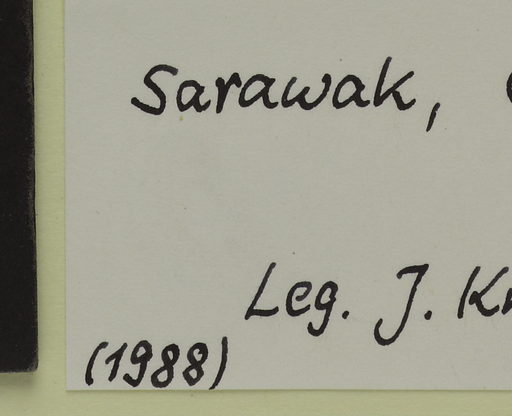 Sarawak,
Leg. J.
(1988)